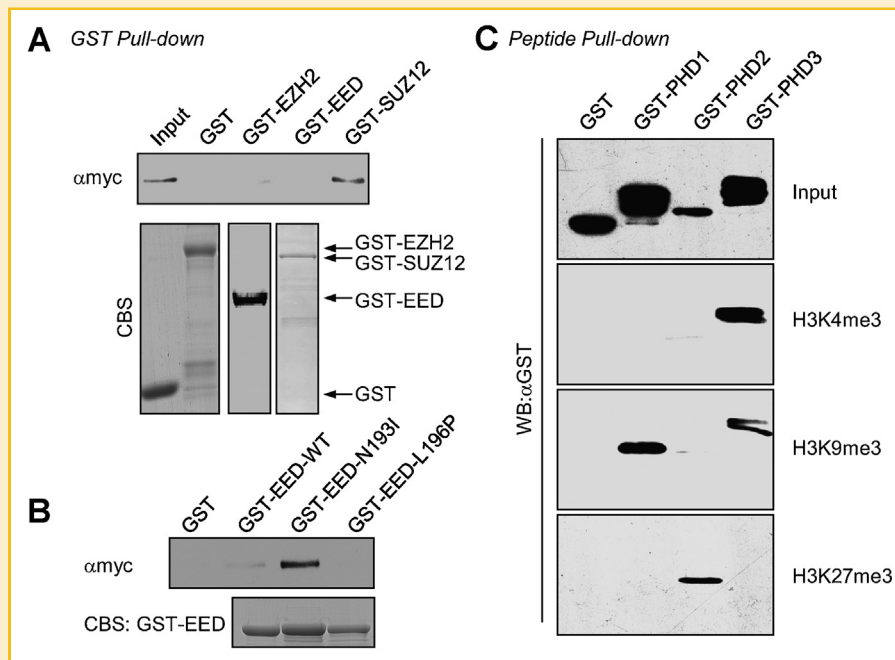 A GST Pull-down
Input GST GST-EZH2 GST-EED GST-SUZ12
αmyc
CBS
GST-EZH2
GST-SUZ12
GST-EED
GST
B
GST GST-EED-WT GST-EED-N193I GST-EED-L196P
αmyc
CBS: GST-EED
C Peptide Pull-down
GST GST-PHD1 GST-PHD2 GST-PHD3
WB:αGST
Input
H3K4me3
H3K9me3
H3K27me3